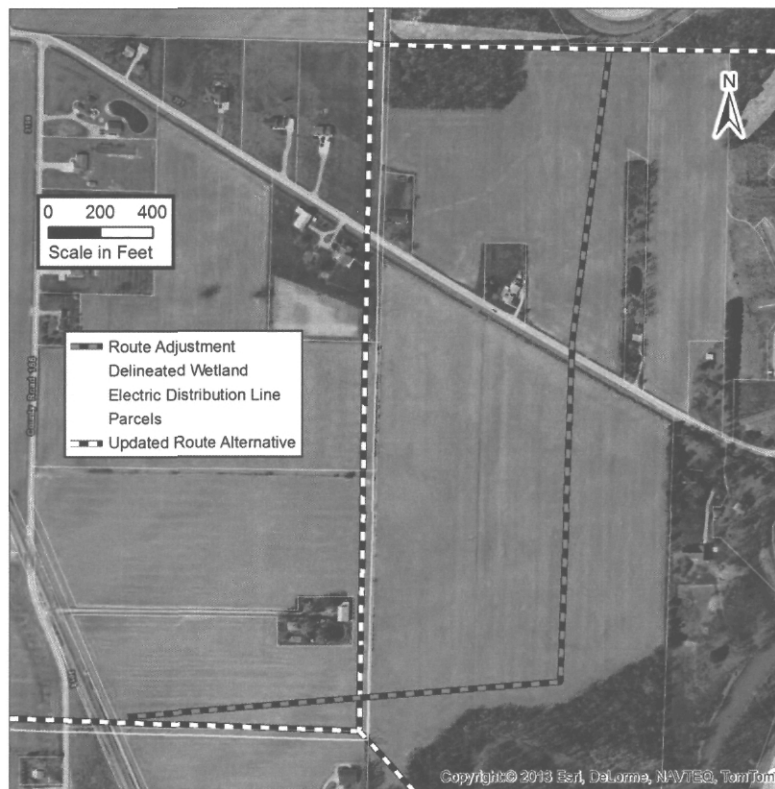 N
0 200 400
Scale in Feet
Route Adjustment
Delineated Wetland
Electric Distribution Line
Parcels
Updated Route Alternative
Copyright:© 2013 Esri, DeLorme, NAVTEQ, TomTom